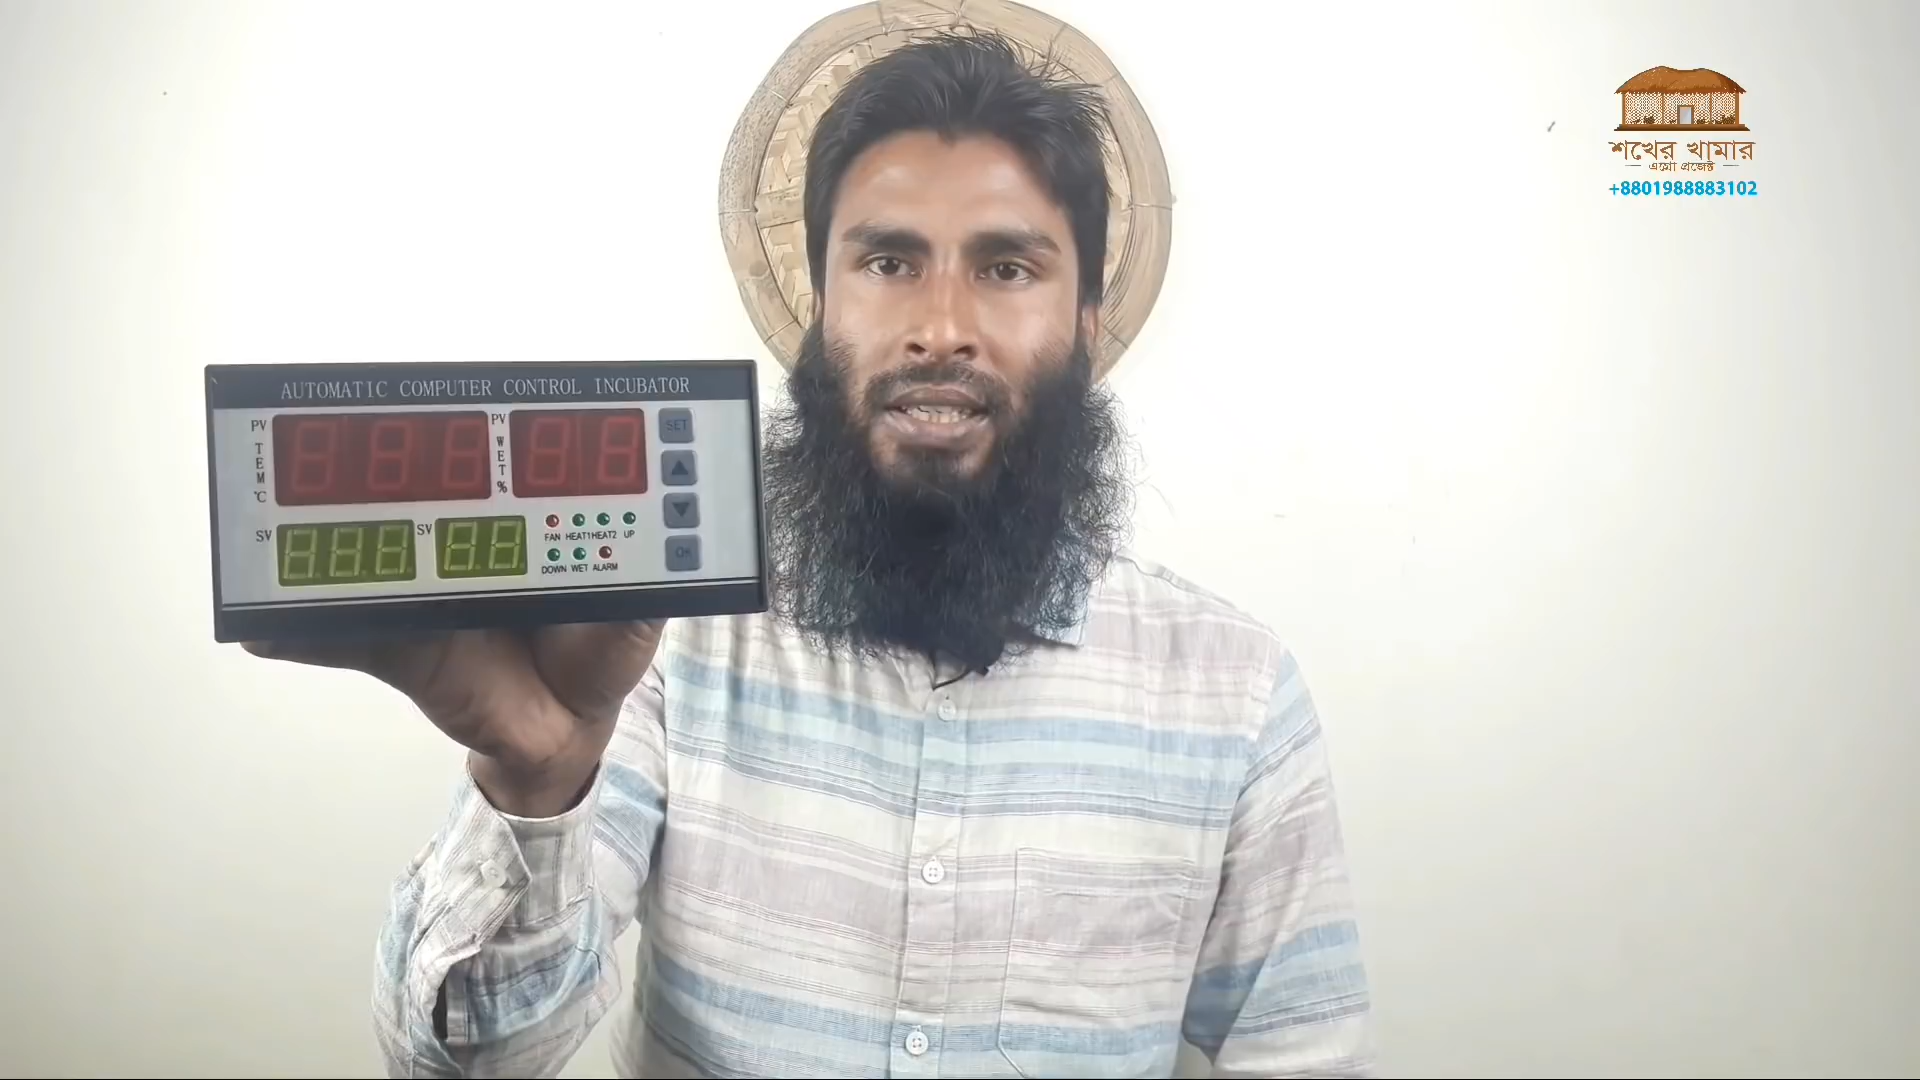 শখের খামার
এগ্রো প্রজেক্ট
+8801988883102
AUTOMATIC COMPUTER CONTROL INCUBATOR
PV
TEM
℃
PV
WET
%
SET
SV
SV
FAN HEAT1 HEAT2 UP
DOWN WET ALARM
OK